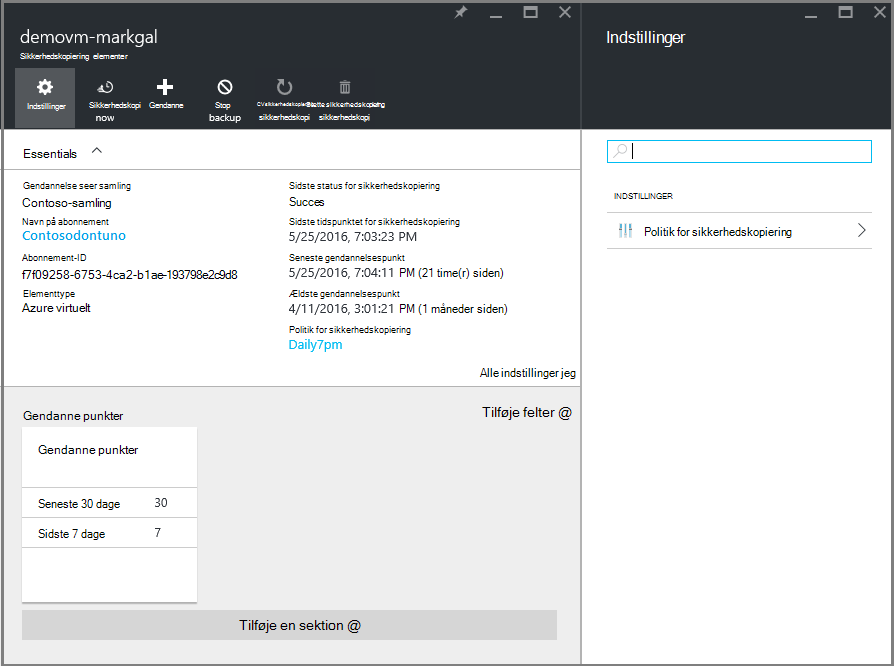 demovm-markgal
Sikkerhedskopiering elementer
Indstillinger
Sikkerhedskopi
now
Gendanne
Stop
backup
sikkerhedskopi
sikkerhedskopi
Essentials
Gendannelse seer samling
Contoso-samling
Navn på abonnement
Contosodontuno
Abonnement-ID
f7f09258-6753-4ca2-b1ae-193798e2c9d8
Elementtype
Azure virtuelt
Sidste status for sikkerhedskopiering
Succes
Sidste tidspunktet for sikkerhedskopiering
5/25/2016, 7:03:23 PM
Seneste gendannelsespunkt
5/25/2016, 7:04:11 PM (21 time(r) siden)
Ældste gendannelsespunkt
4/11/2016, 3:01:21 PM (1 måneder siden)
Politik for sikkerhedskopiering
Daily7pm
Alle indstillinger jeg
Gendanne punkter
Tilføje felter @
Gendanne punkter
Seneste 30 dage 30
Sidste 7 dage 7
Tilføje en sektion @
Indstillinger
INDSTILLINGER
Politik for sikkerhedskopiering